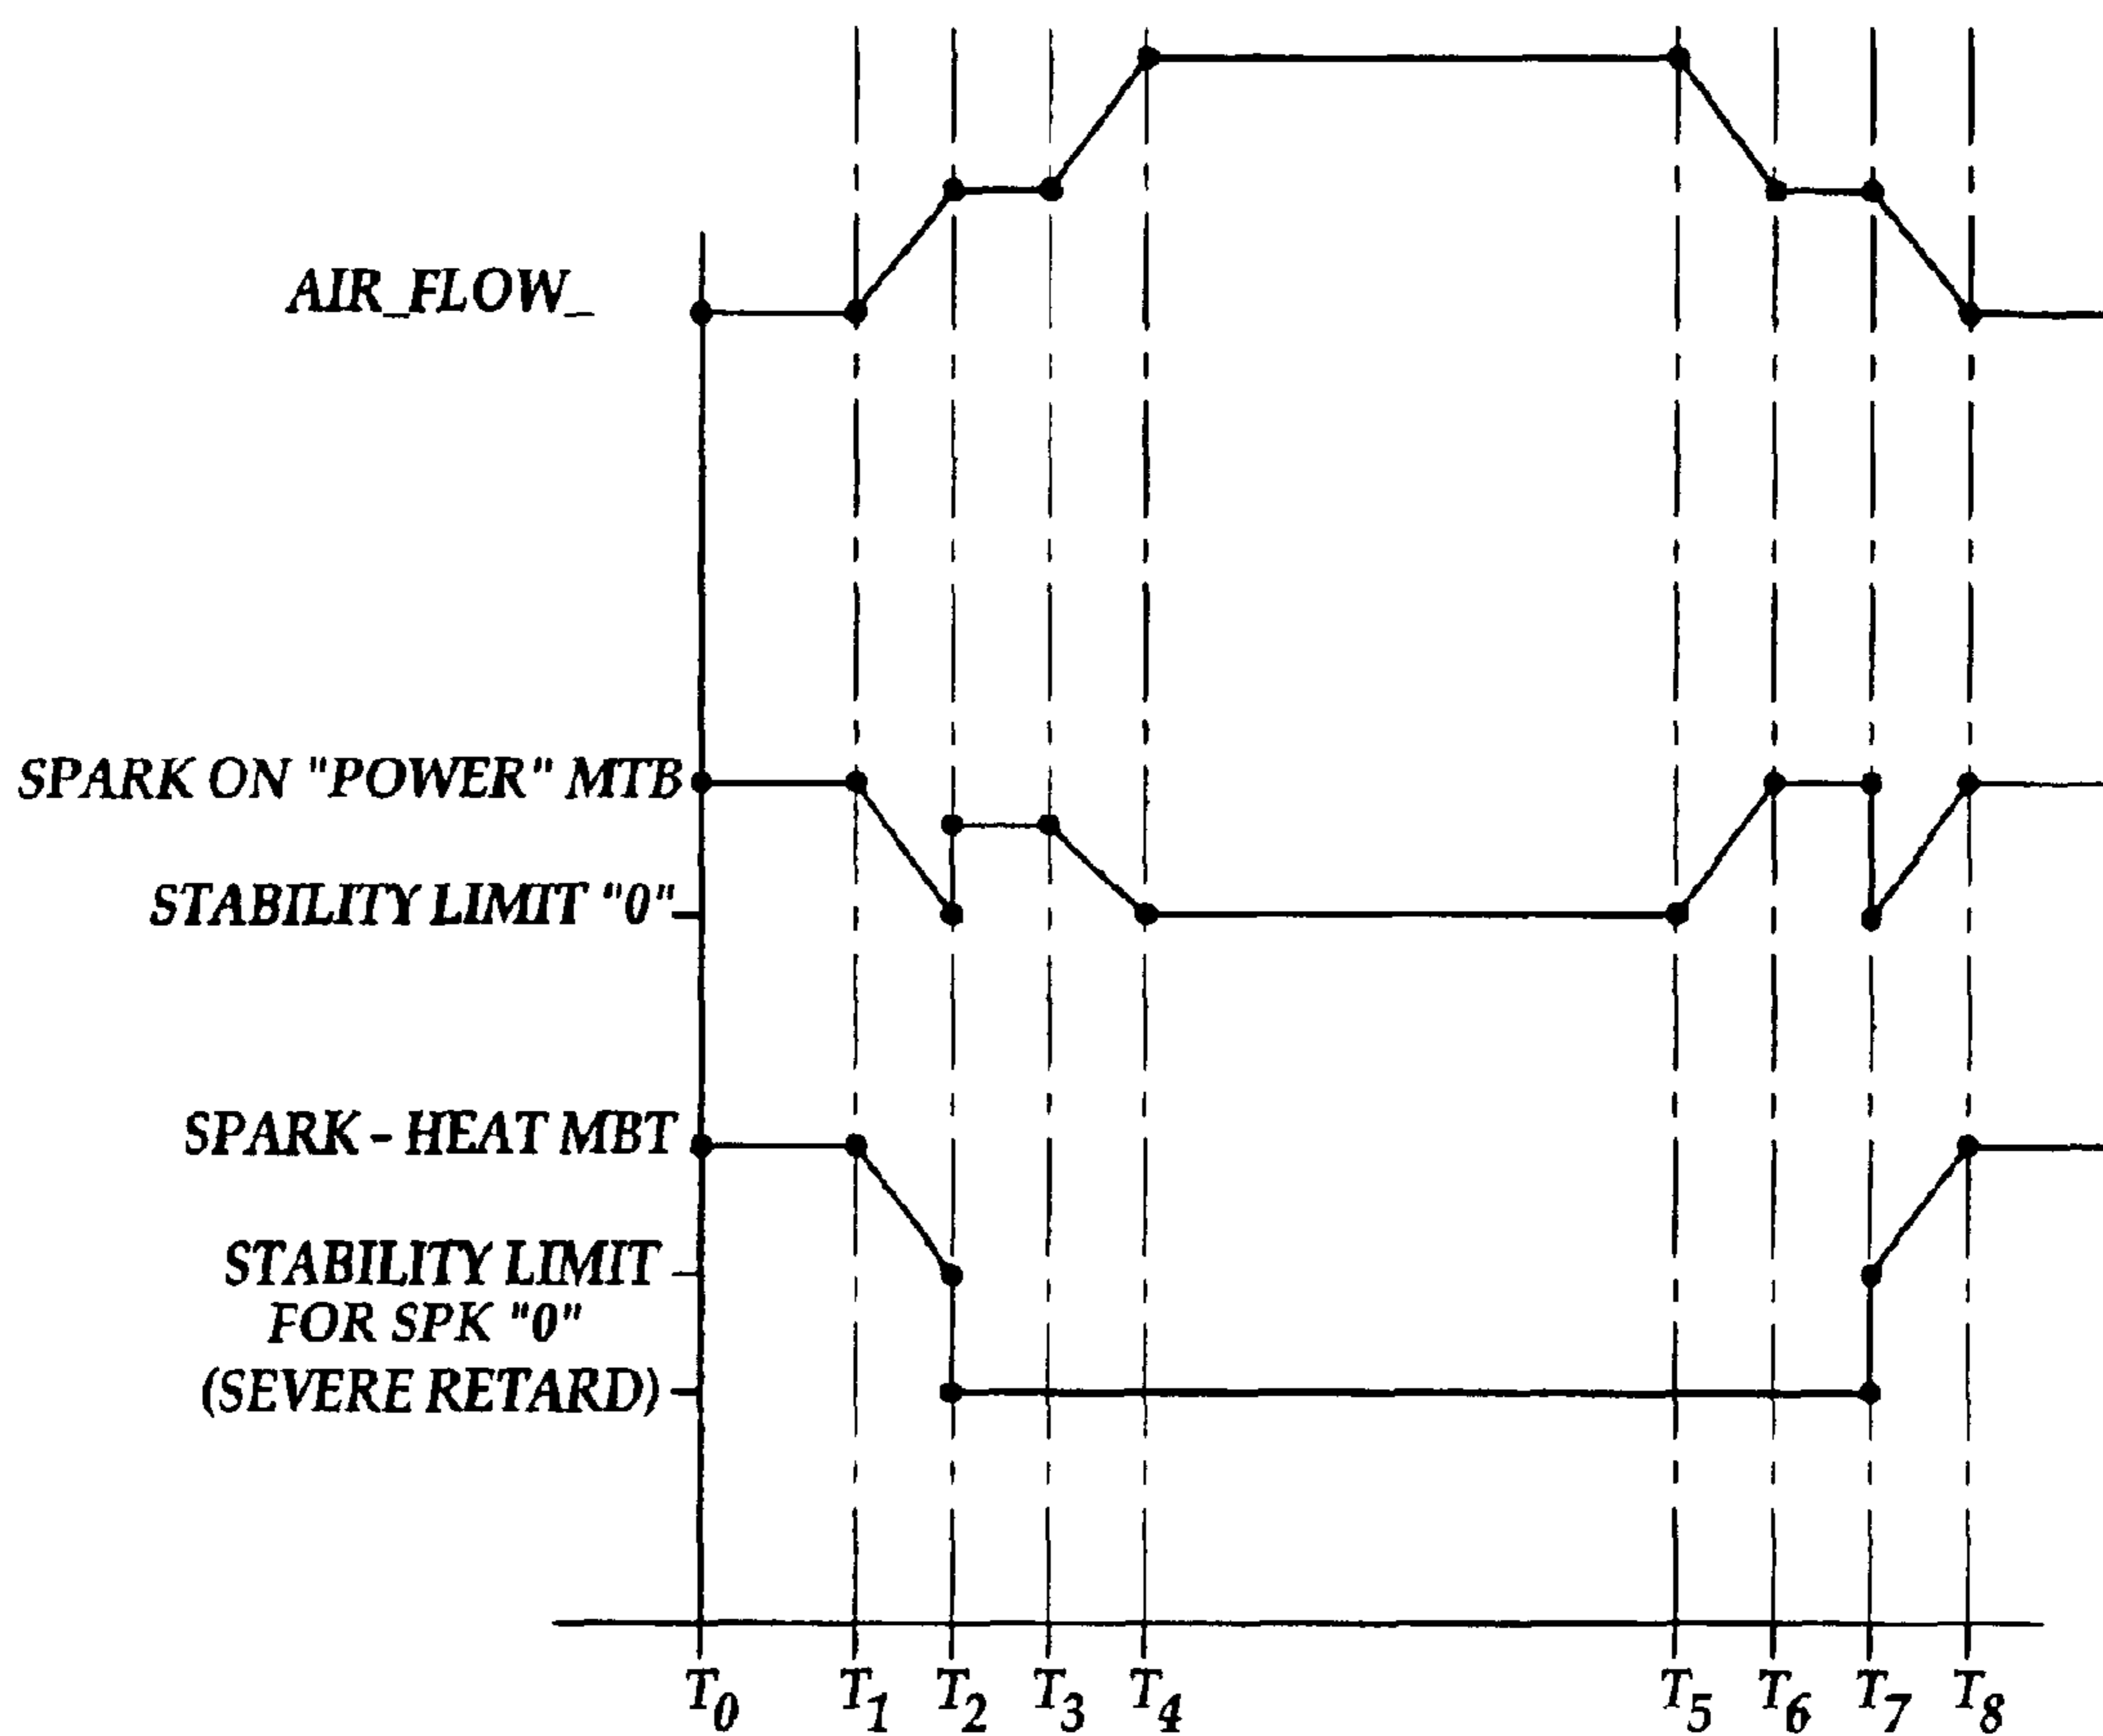 AIR_FLOW_
SPARK ON "POWER" MTB
STABILITY LIMIT "0"
SPARK - HEAT MBT
STABILITY LIMIT
FOR SPK "0"
(SEVERE RETARD)
T0 T1 T2 T3 T4 T5 T6 T7 T8